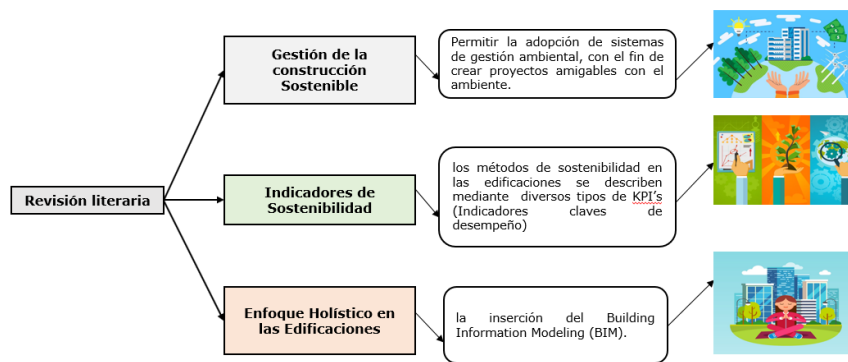 Revisión literaria
Gestión de la
construcción
Sostenible
Permitir la adopción de sistemas
de gestión ambiental, con el fin de
crear proyectos amigables con el
ambiente.
Indicadores de
Sostenibilidad
los métodos de sostenibilidad en
las edificaciones se describen
mediante diversos tipos de KPI’s
(Indicadores claves de
desempeño)
Enfoque Holístico en
las Edificaciones
la inserción del Building
Information Modeling (BIM).